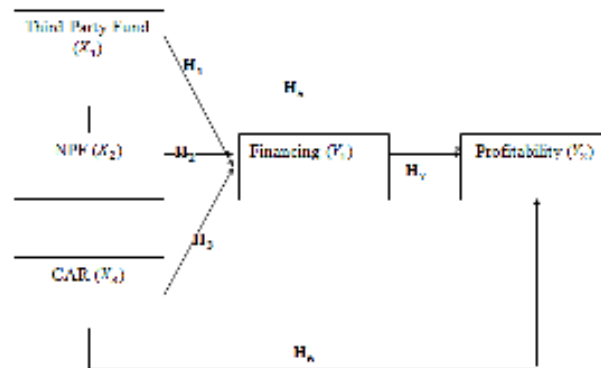 Third Party Fund
(X₁)
H₁
H₄
NPF (X₂)
H₂
Financing (Y₁)
H₇
Profitability (Y₂)
H₃
CAR (X₃)
H₆